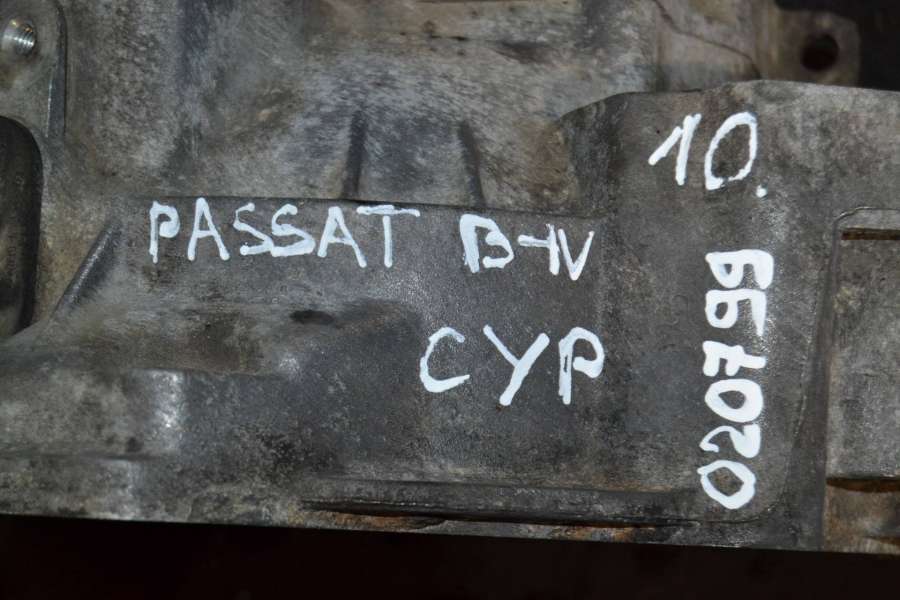 10.
PASSAT B-IV
CYP
020799